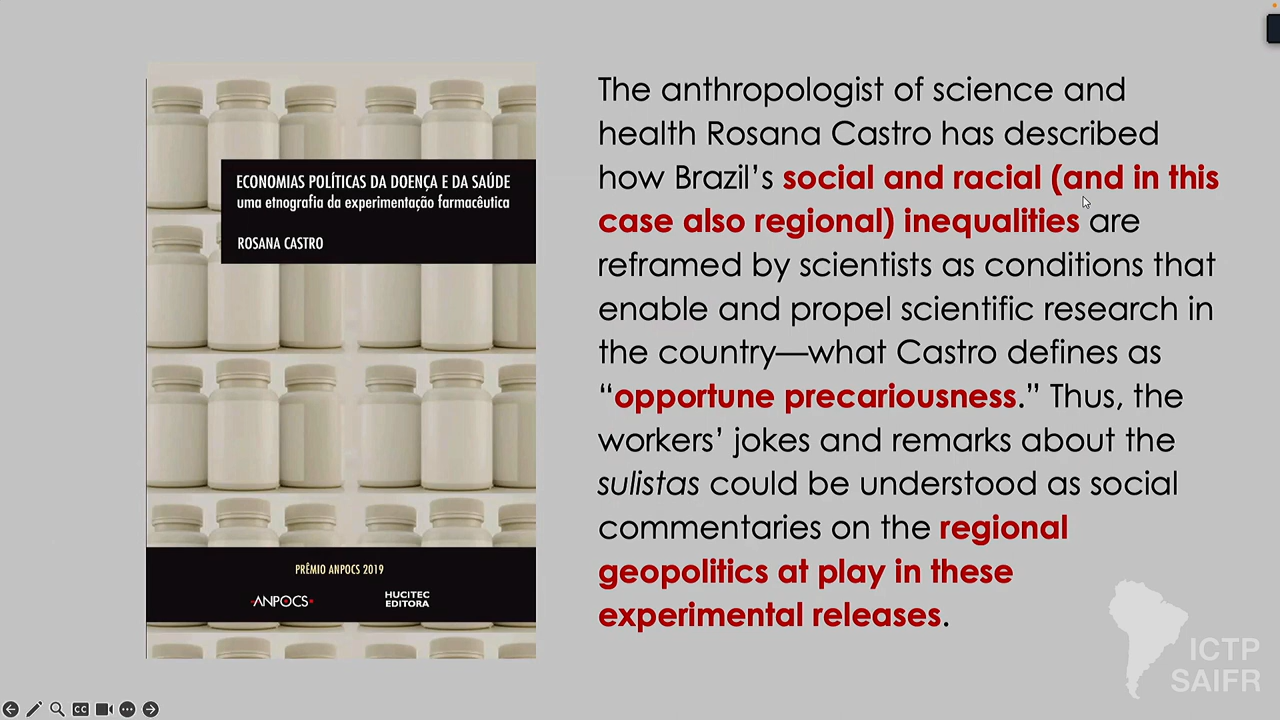 ECONOMIAS POLÍTICAS DA DOENÇA E DA SAÚDE
uma etnografia da experimentação farmacêutica
ROSANA CASTRO
PRÊMIO ANPOCS 2019
ANPOCS
HUCITEC
EDITORA
The anthropologist of science and
health Rosana Castro has described
how Brazil’s social and racial (and in this
case also regional) inequalities are
reframed by scientists as conditions that
enable and propel scientific research in
the country—what Castro defines as
“opportune precariousness.” Thus, the
workers’ jokes and remarks about the
sulistas could be understood as social
commentaries on the regional
geopolitics at play in these
experimental releases.
ICTP
SAIFR
CC